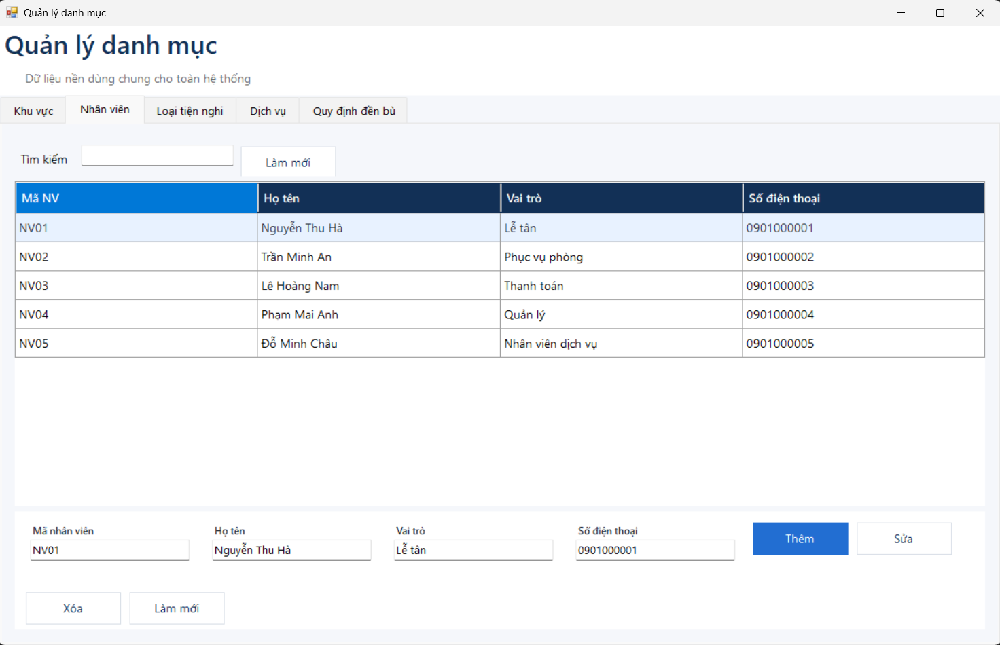 Quản lý danh mục
Quản lý danh mục
Dữ liệu nền dùng chung cho toàn hệ thống
Khu vực Nhân viên Loại tiện nghi Dịch vụ Quy định đền bù
Tìm kiếm Làm mới
Mã NV Họ tên Vai trò Số điện thoại
NV01 Nguyễn Thu Hà Lễ tân 0901000001
NV02 Trần Minh An Phục vụ phòng 0901000002
NV03 Lê Hoàng Nam Thanh toán 0901000003
NV04 Phạm Mai Anh Quản lý 0901000004
NV05 Đỗ Minh Châu Nhân viên dịch vụ 0901000005
Mã nhân viên Họ tên Vai trò Số điện thoại
NV01 Nguyễn Thu Hà Lễ tân 0901000001 Thêm Sửa
Xóa Làm mới